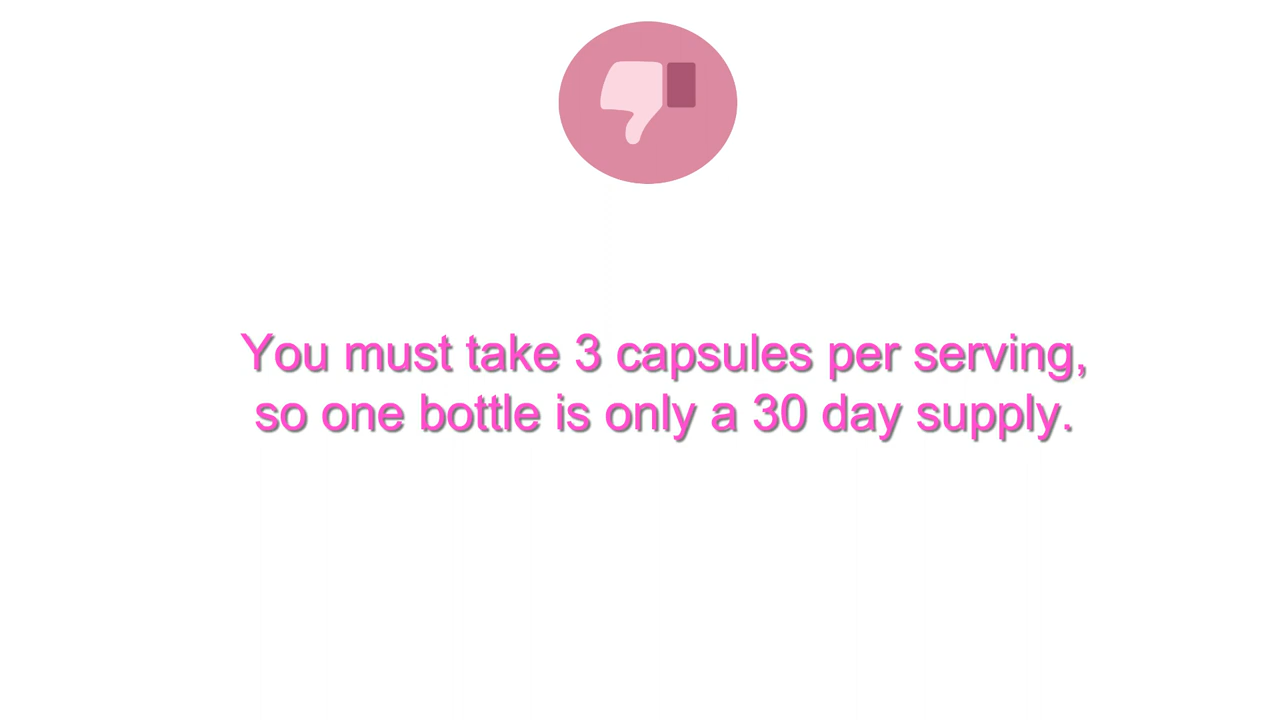 You must take 3 capsules per serving,
so one bottle is only a 30 day supply.